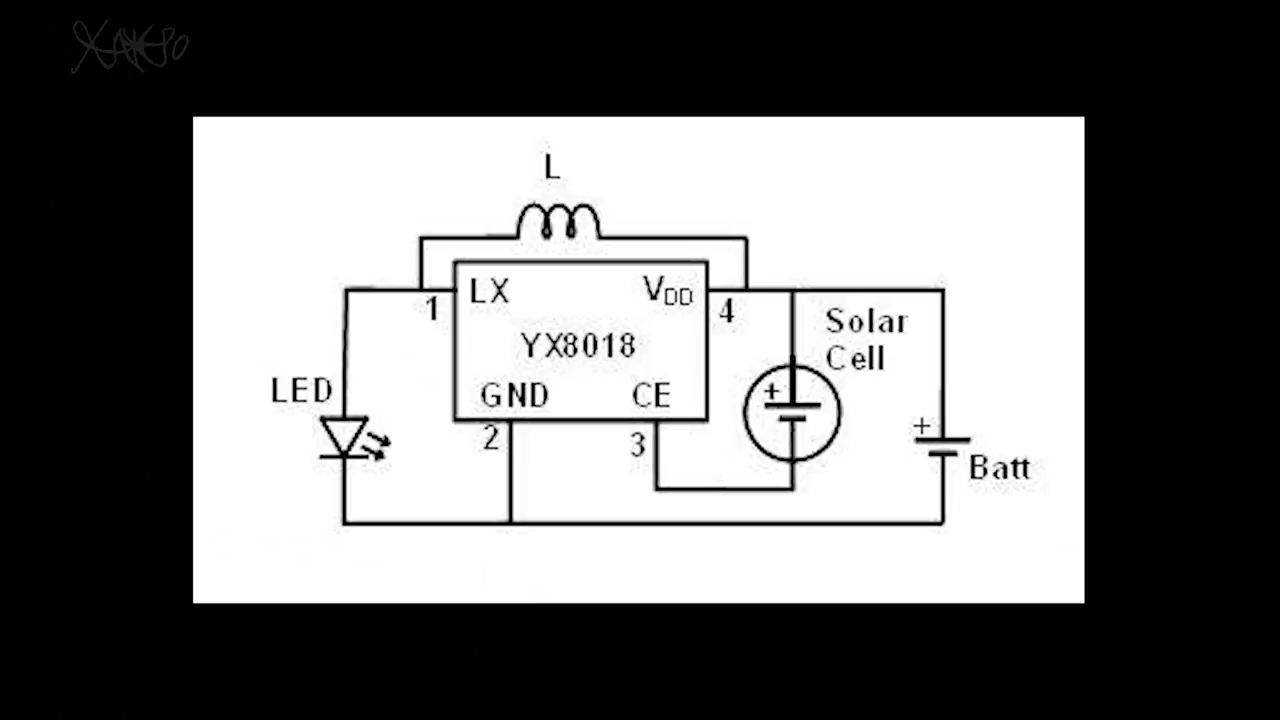 L
LX
VDD
1
4
YX8018
Solar
Cell
LED
GND
CE
+
2
3
+
Batt